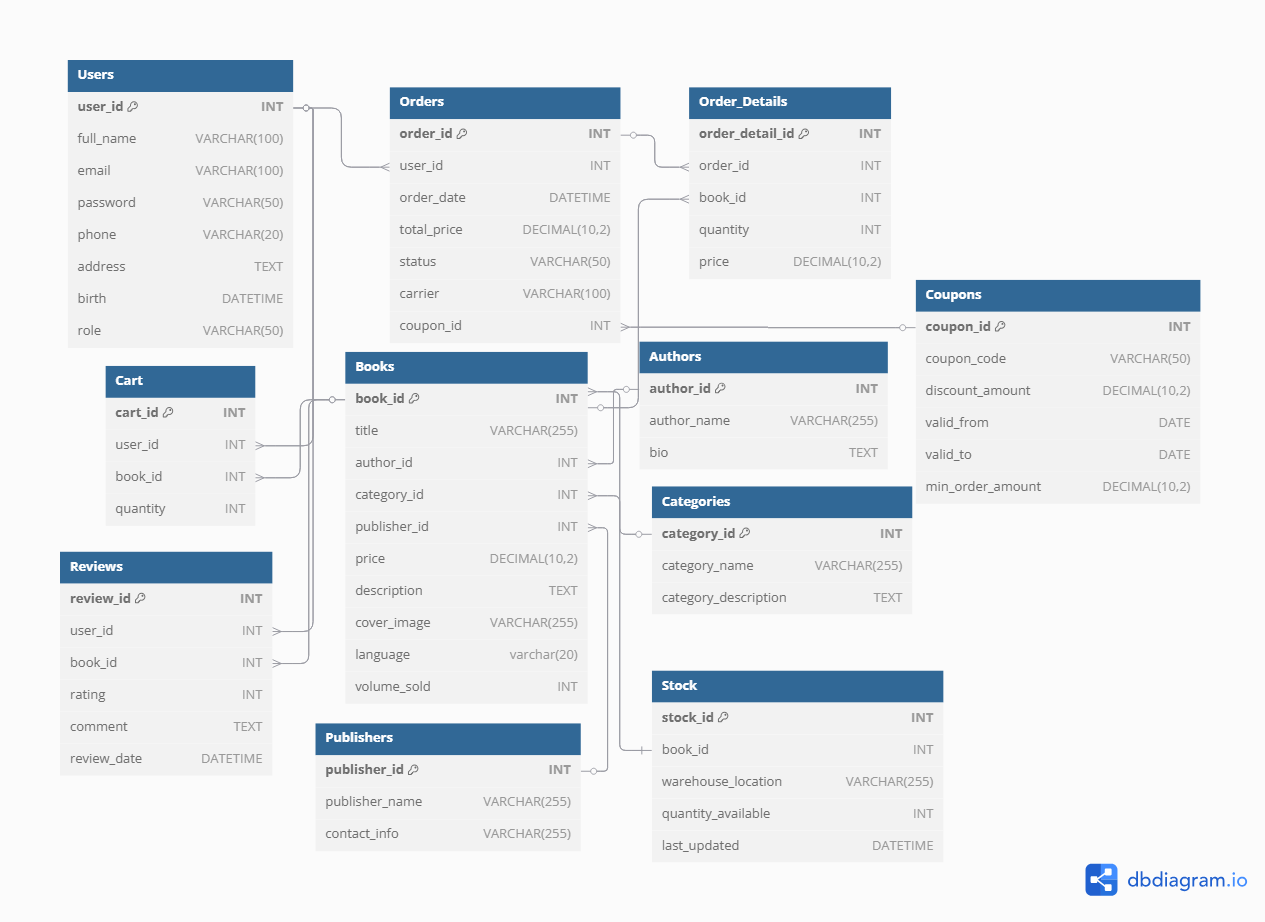 Users
user_id INT
full_name VARCHAR(100)
email VARCHAR(100)
password VARCHAR(50)
phone VARCHAR(20)
address TEXT
birth DATETIME
role VARCHAR(50)
Orders
order_id INT
user_id INT
order_date DATETIME
total_price DECIMAL(10,2)
status VARCHAR(50)
carrier VARCHAR(100)
coupon_id INT
Order_Details
order_detail_id INT
order_id INT
book_id INT
quantity INT
price DECIMAL(10,2)
Coupons
coupon_id INT
coupon_code VARCHAR(50)
discount_amount DECIMAL(10,2)
valid_from DATE
valid_to DATE
min_order_amount DECIMAL(10,2)
Cart
cart_id INT
user_id INT
book_id INT
quantity INT
Books
book_id INT
title VARCHAR(255)
author_id INT
category_id INT
publisher_id INT
price DECIMAL(10,2)
description TEXT
cover_image VARCHAR(255)
language varchar(20)
volume_sold INT
Authors
author_id INT
author_name VARCHAR(255)
bio TEXT
Categories
category_id INT
category_name VARCHAR(255)
category_description TEXT
Reviews
review_id INT
user_id INT
book_id INT
rating INT
comment TEXT
review_date DATETIME
Publishers
publisher_id INT
publisher_name VARCHAR(255)
contact_info VARCHAR(255)
Stock
stock_id INT
book_id INT
warehouse_location VARCHAR(255)
quantity_available INT
last_updated DATETIME
dbdiagram.io